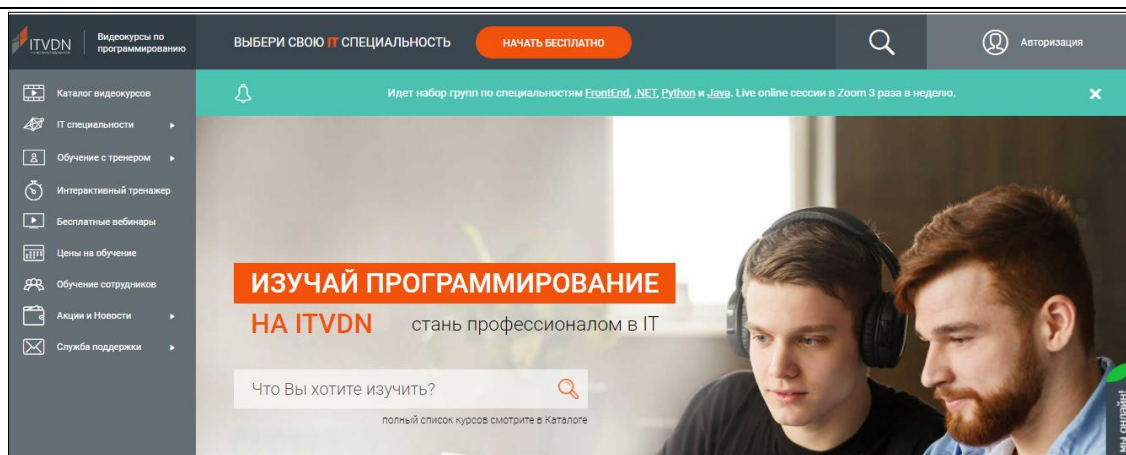 ITVDN
Видеокурсы по
программированию
ВЫБЕРИ СВОЮ IT СПЕЦИАЛЬНОСТЬ
НАЧАТЬ БЕСПЛАТНО
Авторизация
Идет набор групп по специальностям FrontEnd, .NET, Python и Java. Live online сессии в Zoom 3 раза в неделю.
Каталог видеокурсов
IT специальности
Обучение с тренером
Интерактивный тренажер
Бесплатные вебинары
Цены на обучение
Обучение сотрудников
Акции и Новости
Служба поддержки
ИЗУЧАЙ ПРОГРАММИРОВАНИЕ
НА ITVDN стань профессионалом в IT
Что Вы хотите изучить?
полный список курсов смотрите в Каталоге
мы онлайн!